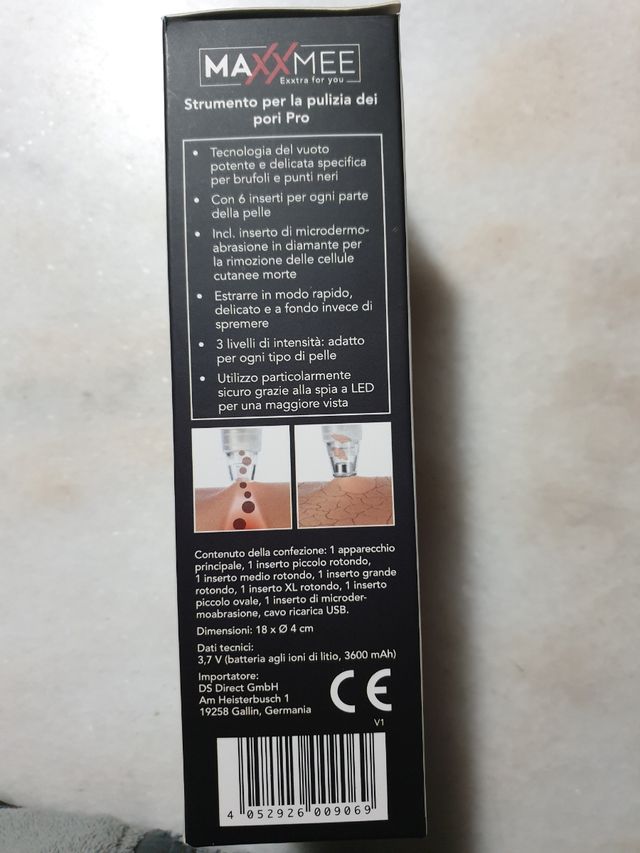 MAXXMEE
Exxtra for you
Strumento per la pulizia dei
pori Pro
• Tecnologia del vuoto
potente e delicata specifica
per brufoli e punti neri
• Con 6 inserti per ogni parte
della pelle
• Incl. inserto di microdermo-
abrasione in diamante per
la rimozione delle cellule
cutanee morte
• Estrarre in modo rapido,
delicato e a fondo invece di
spremere
• 3 livelli di intensità: adatto
per ogni tipo di pelle
• Utilizzo particolarmente
sicuro grazie alla spia a LED
per una maggiore vista
Contenuto della confezione: 1 apparecchio
principale, 1 inserto piccolo rotondo,
1 inserto medio rotondo, 1 inserto grande
rotondo, 1 inserto XL rotondo, 1 inserto
piccolo ovale, 1 inserto di microder-
moabrasione, cavo ricarica USB.
Dimensioni: 18 x Ø 4 cm
Dati tecnici:
3,7 V (batteria agli ioni di litio, 3600 mAh)
Importatore:
DS Direct GmbH
Am Heisterbusch 1
19258 Gallin, Germania
CE
V1
4 052926 009069